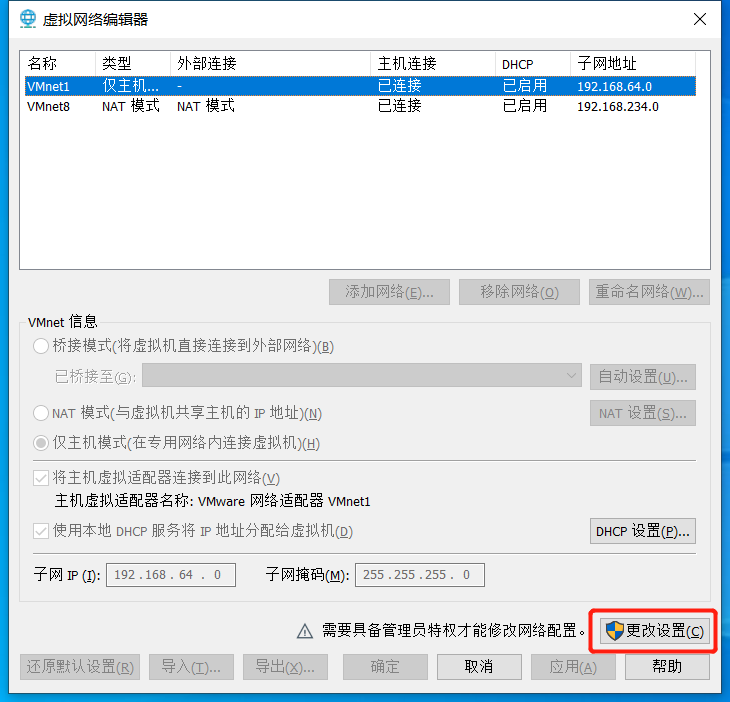 虚拟网络编辑器
名称 类型 外部连接 主机连接 DHCP 子网地址
VMnet1 仅主机... - 已连接 已启用 192.168.64.0
VMnet8 NAT 模式 NAT 模式 已连接 已启用 192.168.234.0
添加网络(E)... 移除网络(O) 重命名网络(W)...
VMnet 信息
桥接模式(将虚拟机直接连接到外部网络)(B)
已桥接至(G): 自动设置(U)...
NAT 模式(与虚拟机共享主机的 IP 地址)(N) NAT 设置(S)...
仅主机模式(在专用网络内连接虚拟机)(H)
将主机虚拟适配器连接到此网络(V)
主机虚拟适配器名称: VMware 网络适配器 VMnet1
使用本地 DHCP 服务将 IP 地址分配给虚拟机(D) DHCP 设置(P)...
子网 IP (I): 192.168.64.0 子网掩码(M): 255.255.255.0
需要具备管理员特权才能修改网络配置。 更改设置(C)
还原默认设置(R) 导入(T)... 导出(X)... 确定 取消 应用(A) 帮助